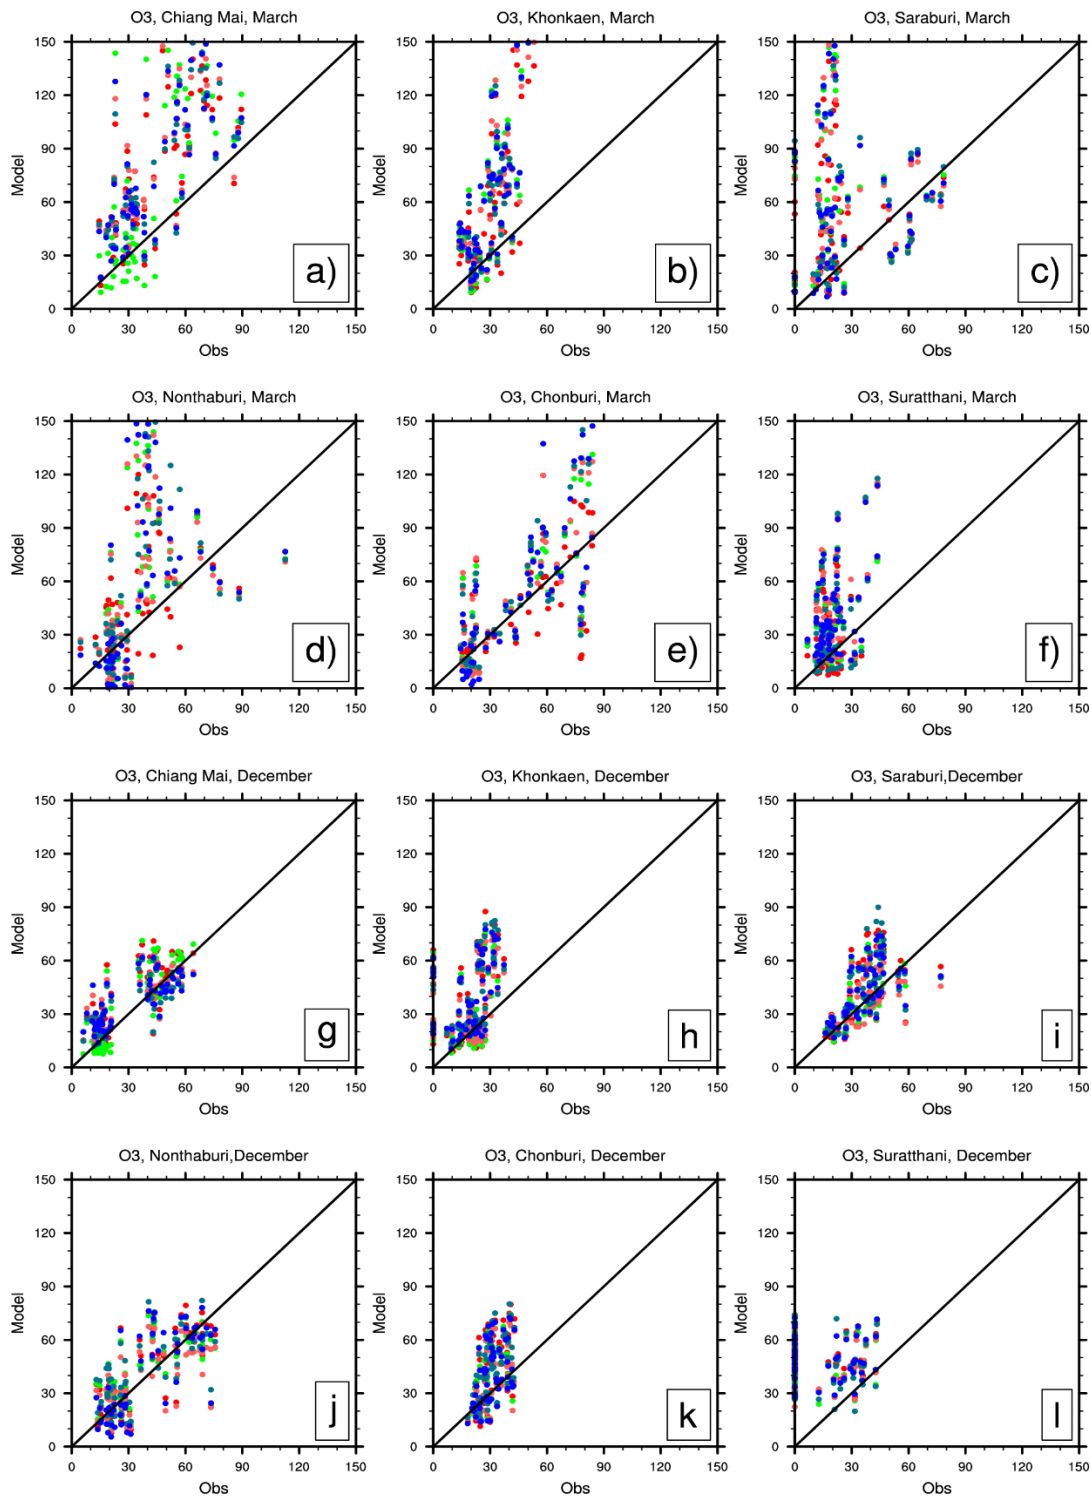 O3, Chiang Mai, March
O3, Khonkaen, March
O3, Saraburi, March
150
120
90
60
30
0
Model
a)
0 30 60 90 120 150
Obs
150
120
90
60
30
0
Model
b)
0 30 60 90 120 150
Obs
150
120
90
60
30
0
Model
c)
0 30 60 90 120 150
Obs
O3, Nonthaburi, March
O3, Chonburi, March
O3, Suratthani, March
150
120
90
60
30
0
Model
d)
0 30 60 90 120 150
Obs
150
120
90
60
30
0
Model
e)
0 30 60 90 120 150
Obs
150
120
90
60
30
0
Model
f)
0 30 60 90 120 150
Obs
O3, Chiang Mai, December
O3, Khonkaen, December
O3, Saraburi,December
150
120
90
60
30
0
Model
g
0 30 60 90 120 150
Obs
150
120
90
60
30
0
Model
h
0 30 60 90 120 150
Obs
150
120
90
60
30
0
Model
i
0 30 60 90 120 150
Obs
O3, Nonthaburi,December
O3, Chonburi, December
O3, Suratthani, December
150
120
90
60
30
0
Model
j
0 30 60 90 120 150
Obs
150
120
90
60
30
0
Model
k
0 30 60 90 120 150
Obs
150
120
90
60
30
0
Model
l
0 30 60 90 120 150
Obs